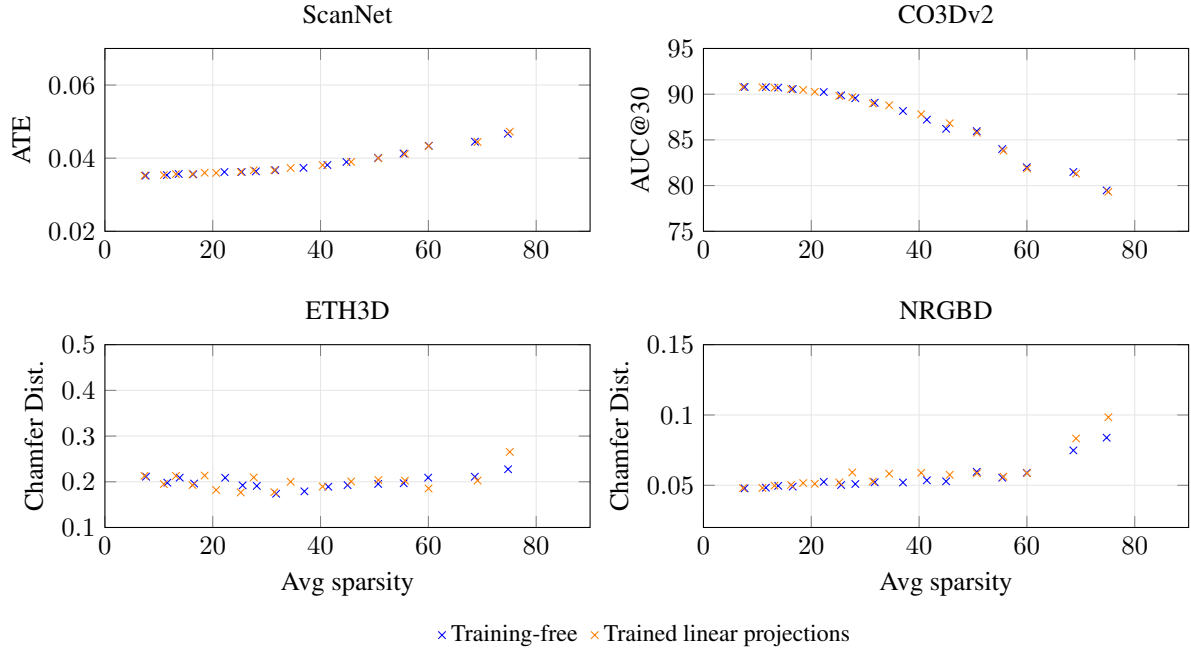 ScanNet
ATE
0.06
0.04
0.02
0 20 40 60 80
CO3Dv2
AUC@30
95
90
85
80
75
0 20 40 60 80
ETH3D
Chamfer Dist.
0.5
0.4
0.3
0.2
0.1
0 20 40 60 80
Avg sparsity
NRGBD
Chamfer Dist.
0.15
0.1
0.05
0 20 40 60 80
Avg sparsity
Training-free Trained linear projections